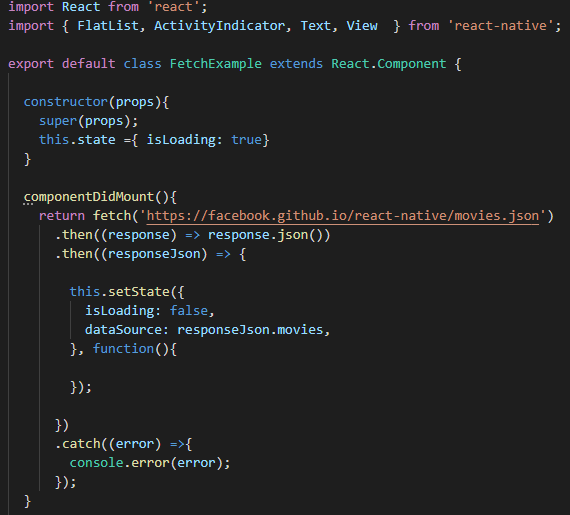 import React from 'react';
import { FlatList, ActivityIndicator, Text, View  } from 'react-native';
export default class FetchExample extends React.Component {
constructor(props){
super(props);
this.state ={ isLoading: true}
}
componentDidMount(){
return fetch('https://facebook.github.io/react-native/movies.json')
.then((response) => response.json())
.then((responseJson) => {
this.setState({
isLoading: false,
dataSource: responseJson.movies,
}, function(){
});
})
.catch((error) =>{
console.error(error);
});
}